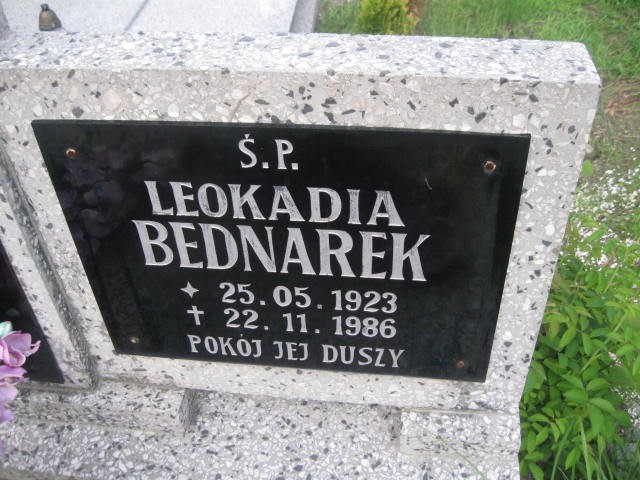 Ś.P.
LEOKADIA
BEDNAREK
✦ 25.05.1923
† 22.11.1986
POKÓJ JEJ DUSZY